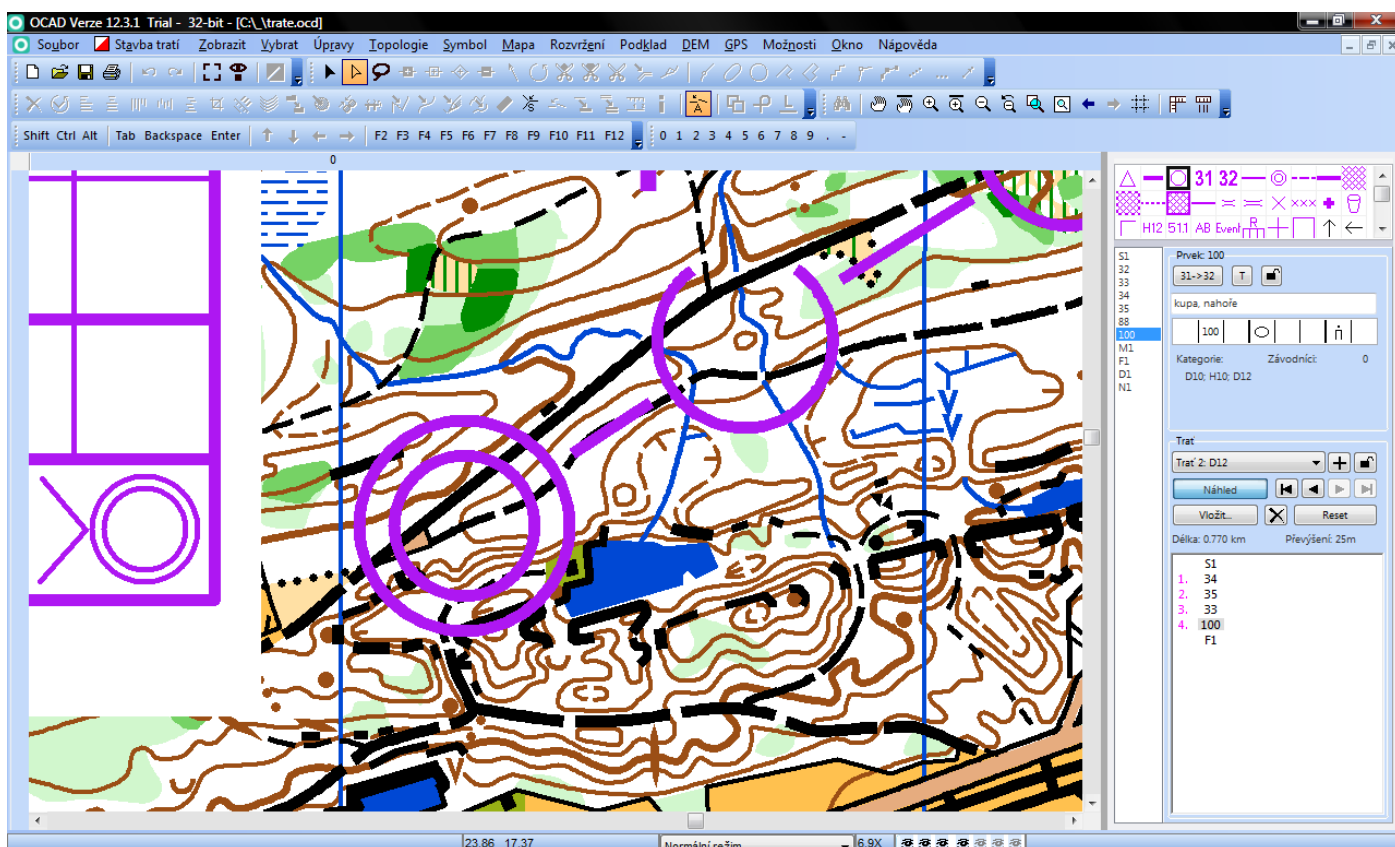 OCAD Verze 12.3.1 Trial - 32-bit - [C:\_\trate.ocd]
Soubor Stavba tratí Zobrazit Vybrat Úpravy Topologie Symbol Mapa Rozvržení Podklad DEM GPS Možnosti Okno Nápověda
Shift Ctrl Alt Tab Backspace Enter F2 F3 F4 F5 F6 F7 F8 F9 F10 F11 F12 0 1 2 3 4 5 6 7 8 9 . -
0
31 32
H12 511 AB Event R
S1
32
33
34
35
88
100
M1
F1
D1
N1
Prvek: 100
31->32 T
kupa, nahoře
100
Kategorie: Závodníci: 0
D10; H10; D12
Trať
Trať 2: D12
Náhled
Vložit... Reset
Délka: 0.770 km Převýšení: 25m
S1
1. 34
2. 35
3. 33
4. 100
F1
23.86 17.37 Normální režim 6.9X